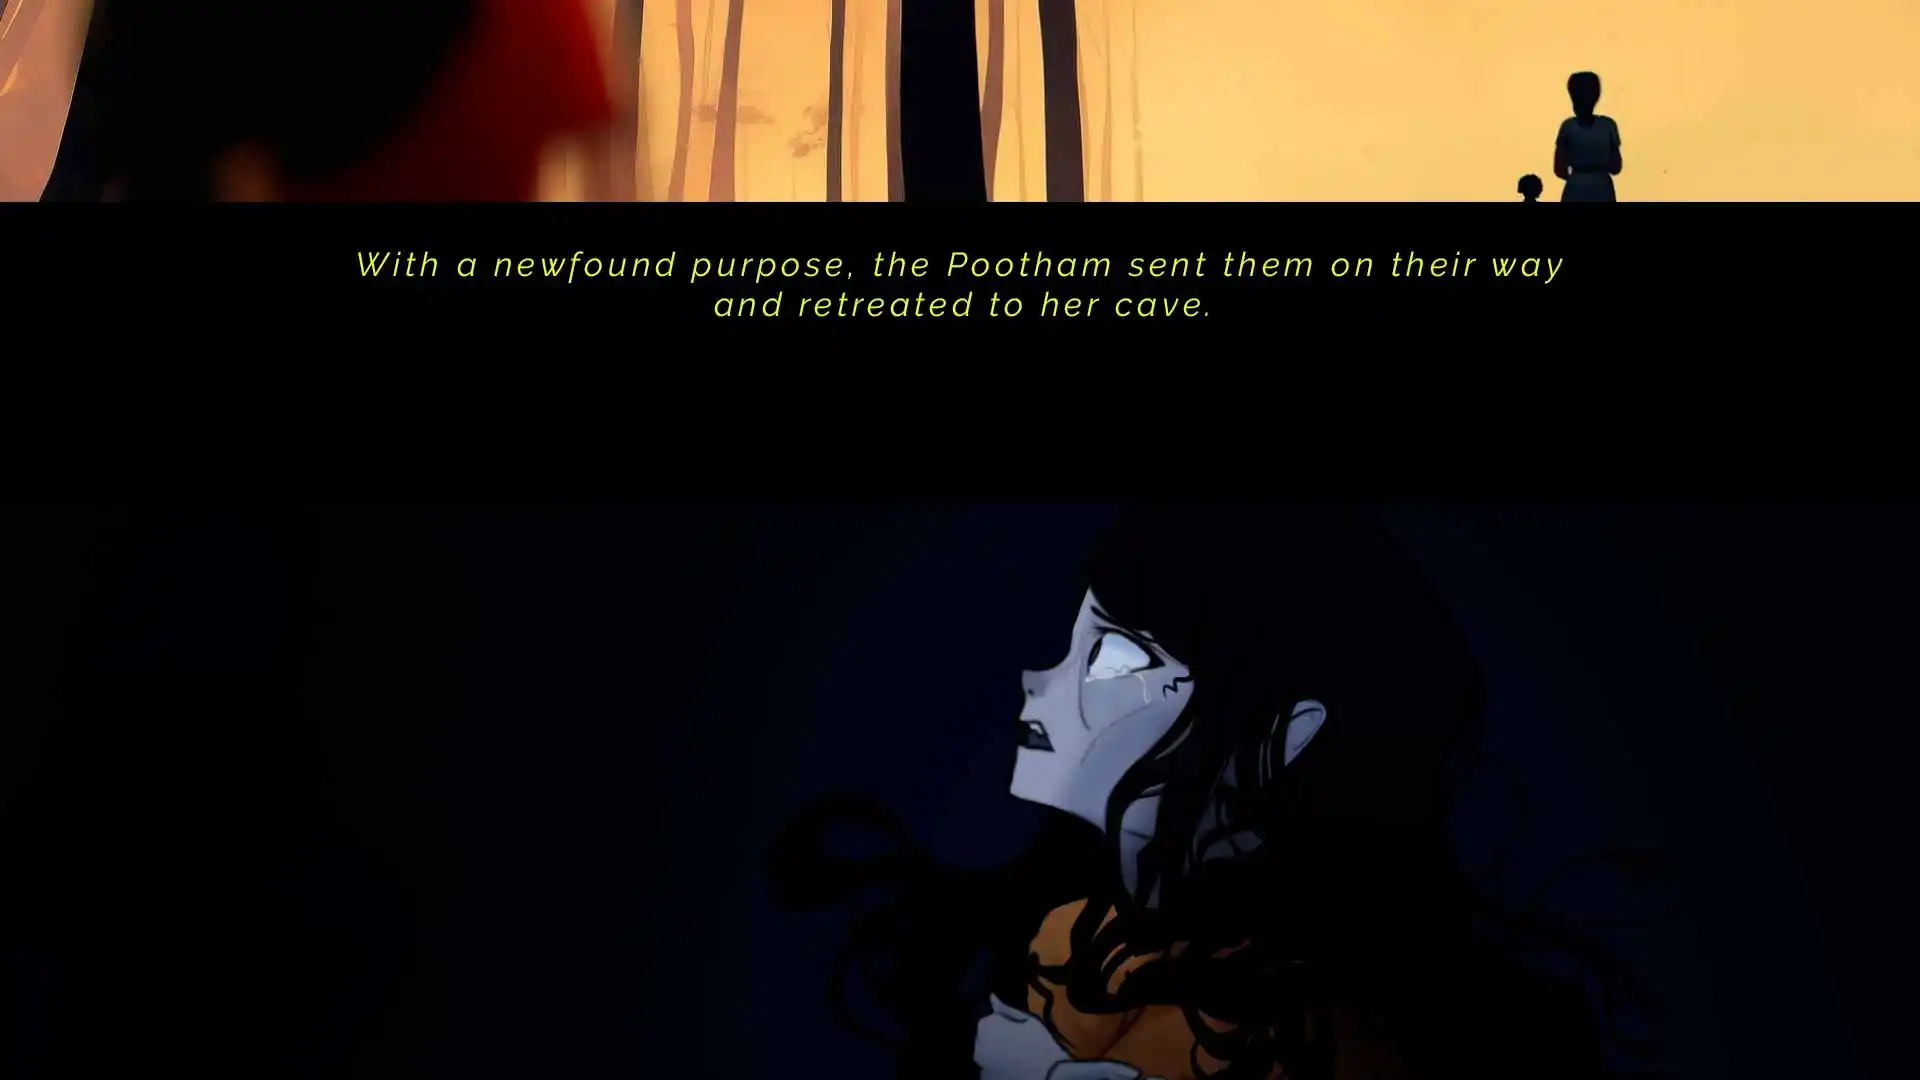 With a newfound purpose, the Pootham sent them on their way
and retreated to her cave.